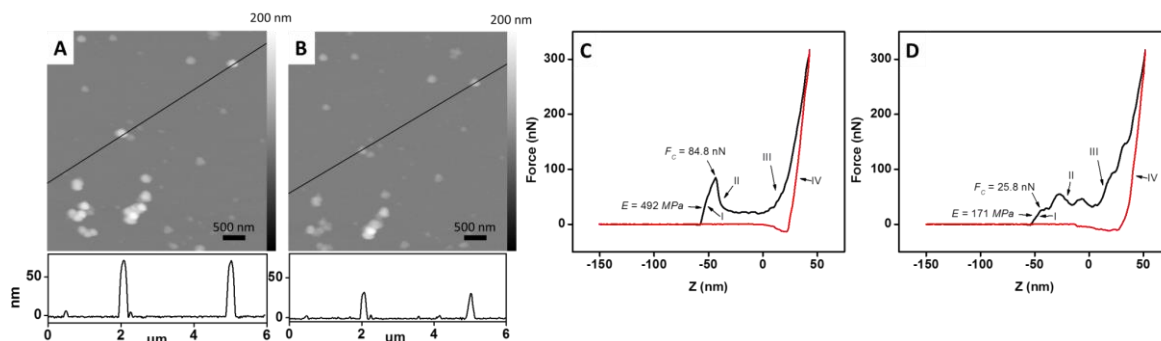 200 nm
A
500 nm
50
nm
0
0 2 4 6
μm
200 nm
B
500 nm
50
0
0 2 4 6
μm
C
300
200
100
0
Force (nN)
F_C = 84.8 nN
II
III
IV
E = 492 MPa
I
-150 -100 -50 0 50
Z (nm)
D
300
200
100
0
Force (nN)
F_C = 25.8 nN
II
III
IV
E = 171 MPa
I
-150 -100 -50 0 50
Z (nm)